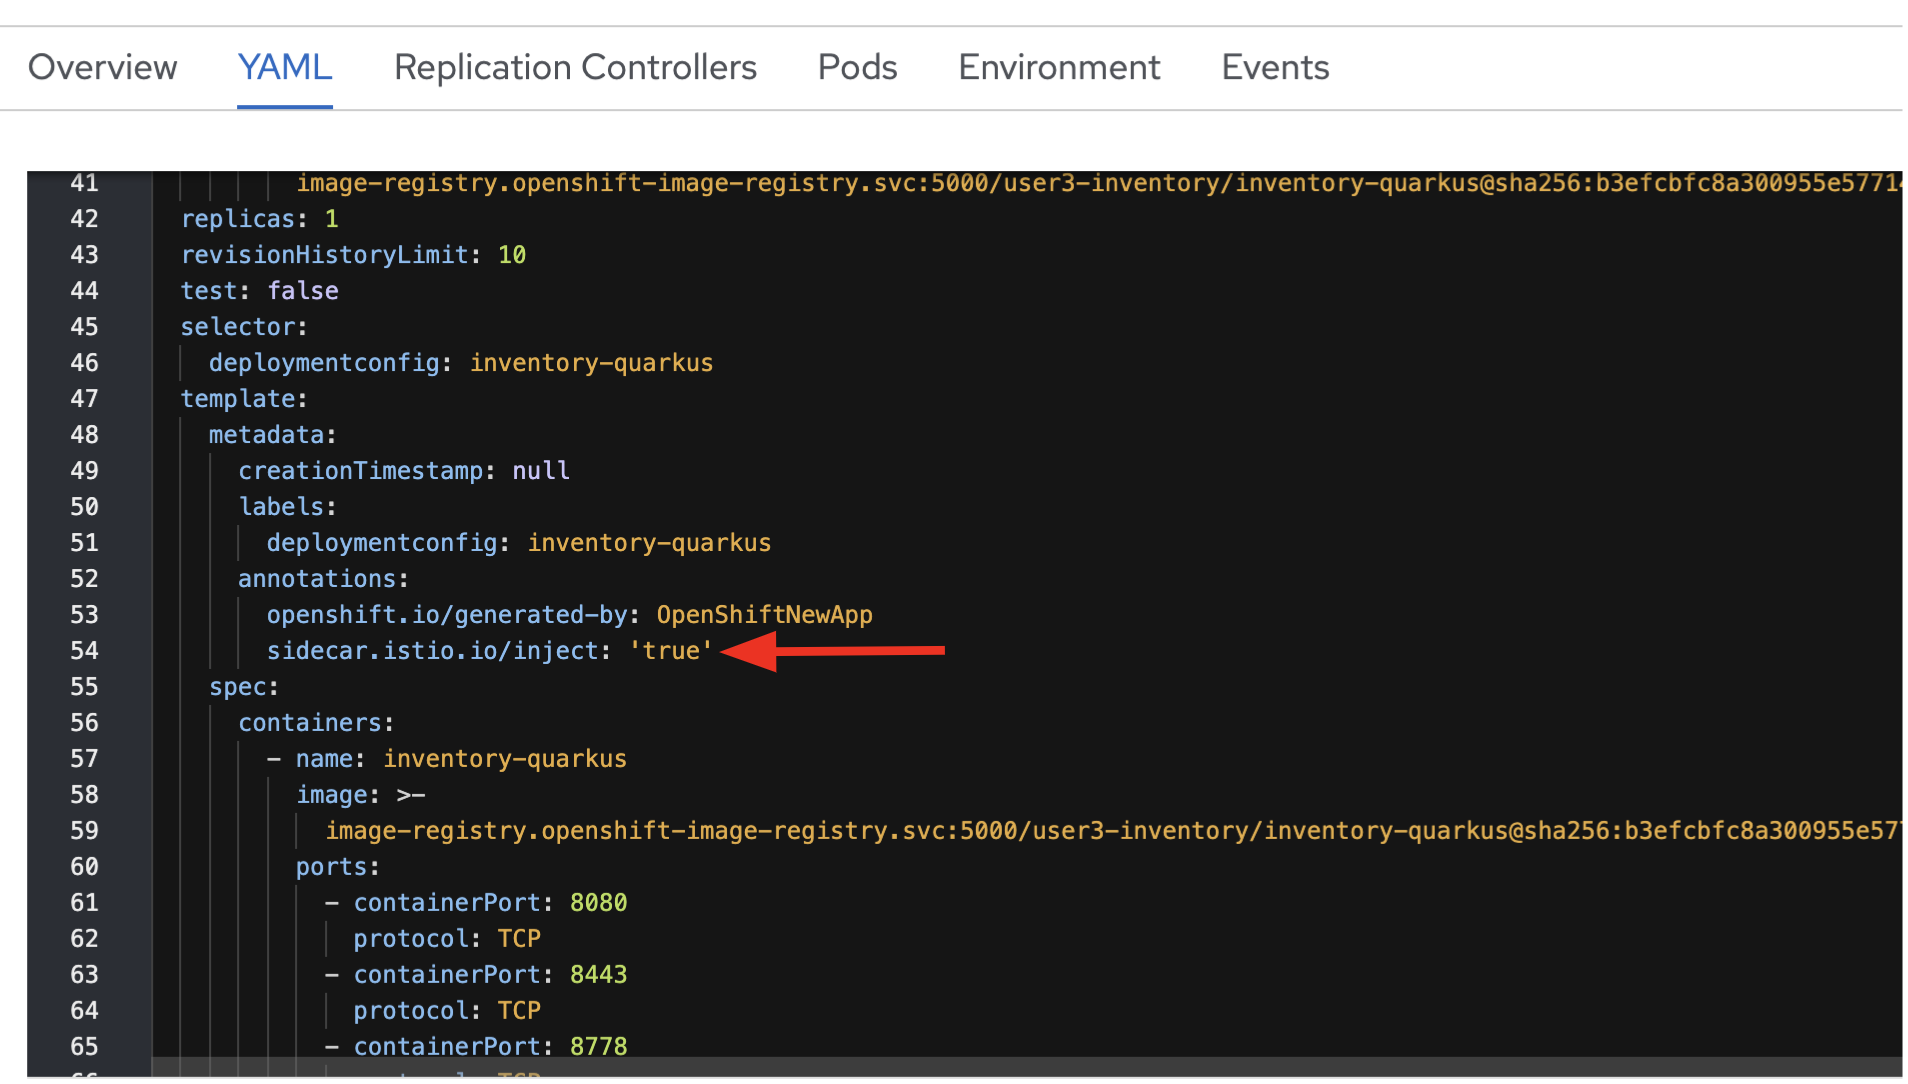 Overview YAML Replication Controllers Pods Environment Events
41 image-registry.openshift-image-registry.svc:5000/user3-inventory/inventory-quarkus@sha256:b3efcbfc8a300955e5771
42 replicas: 1
43 revisionHistoryLimit: 10
44 test: false
45 selector:
46 deploymentconfig: inventory-quarkus
47 template:
48 metadata:
49 creationTimestamp: null
50 labels:
51 deploymentconfig: inventory-quarkus
52 annotations:
53 openshift.io/generated-by: OpenShiftNewApp
54 sidecar.istio.io/inject: 'true'
55 spec:
56 containers:
57 - name: inventory-quarkus
58 image: >-
59 image-registry.openshift-image-registry.svc:5000/user3-inventory/inventory-quarkus@sha256:b3efcbfc8a300955e57
60 ports:
61 - containerPort: 8080
62 protocol: TCP
63 - containerPort: 8443
64 protocol: TCP
65 - containerPort: 8778